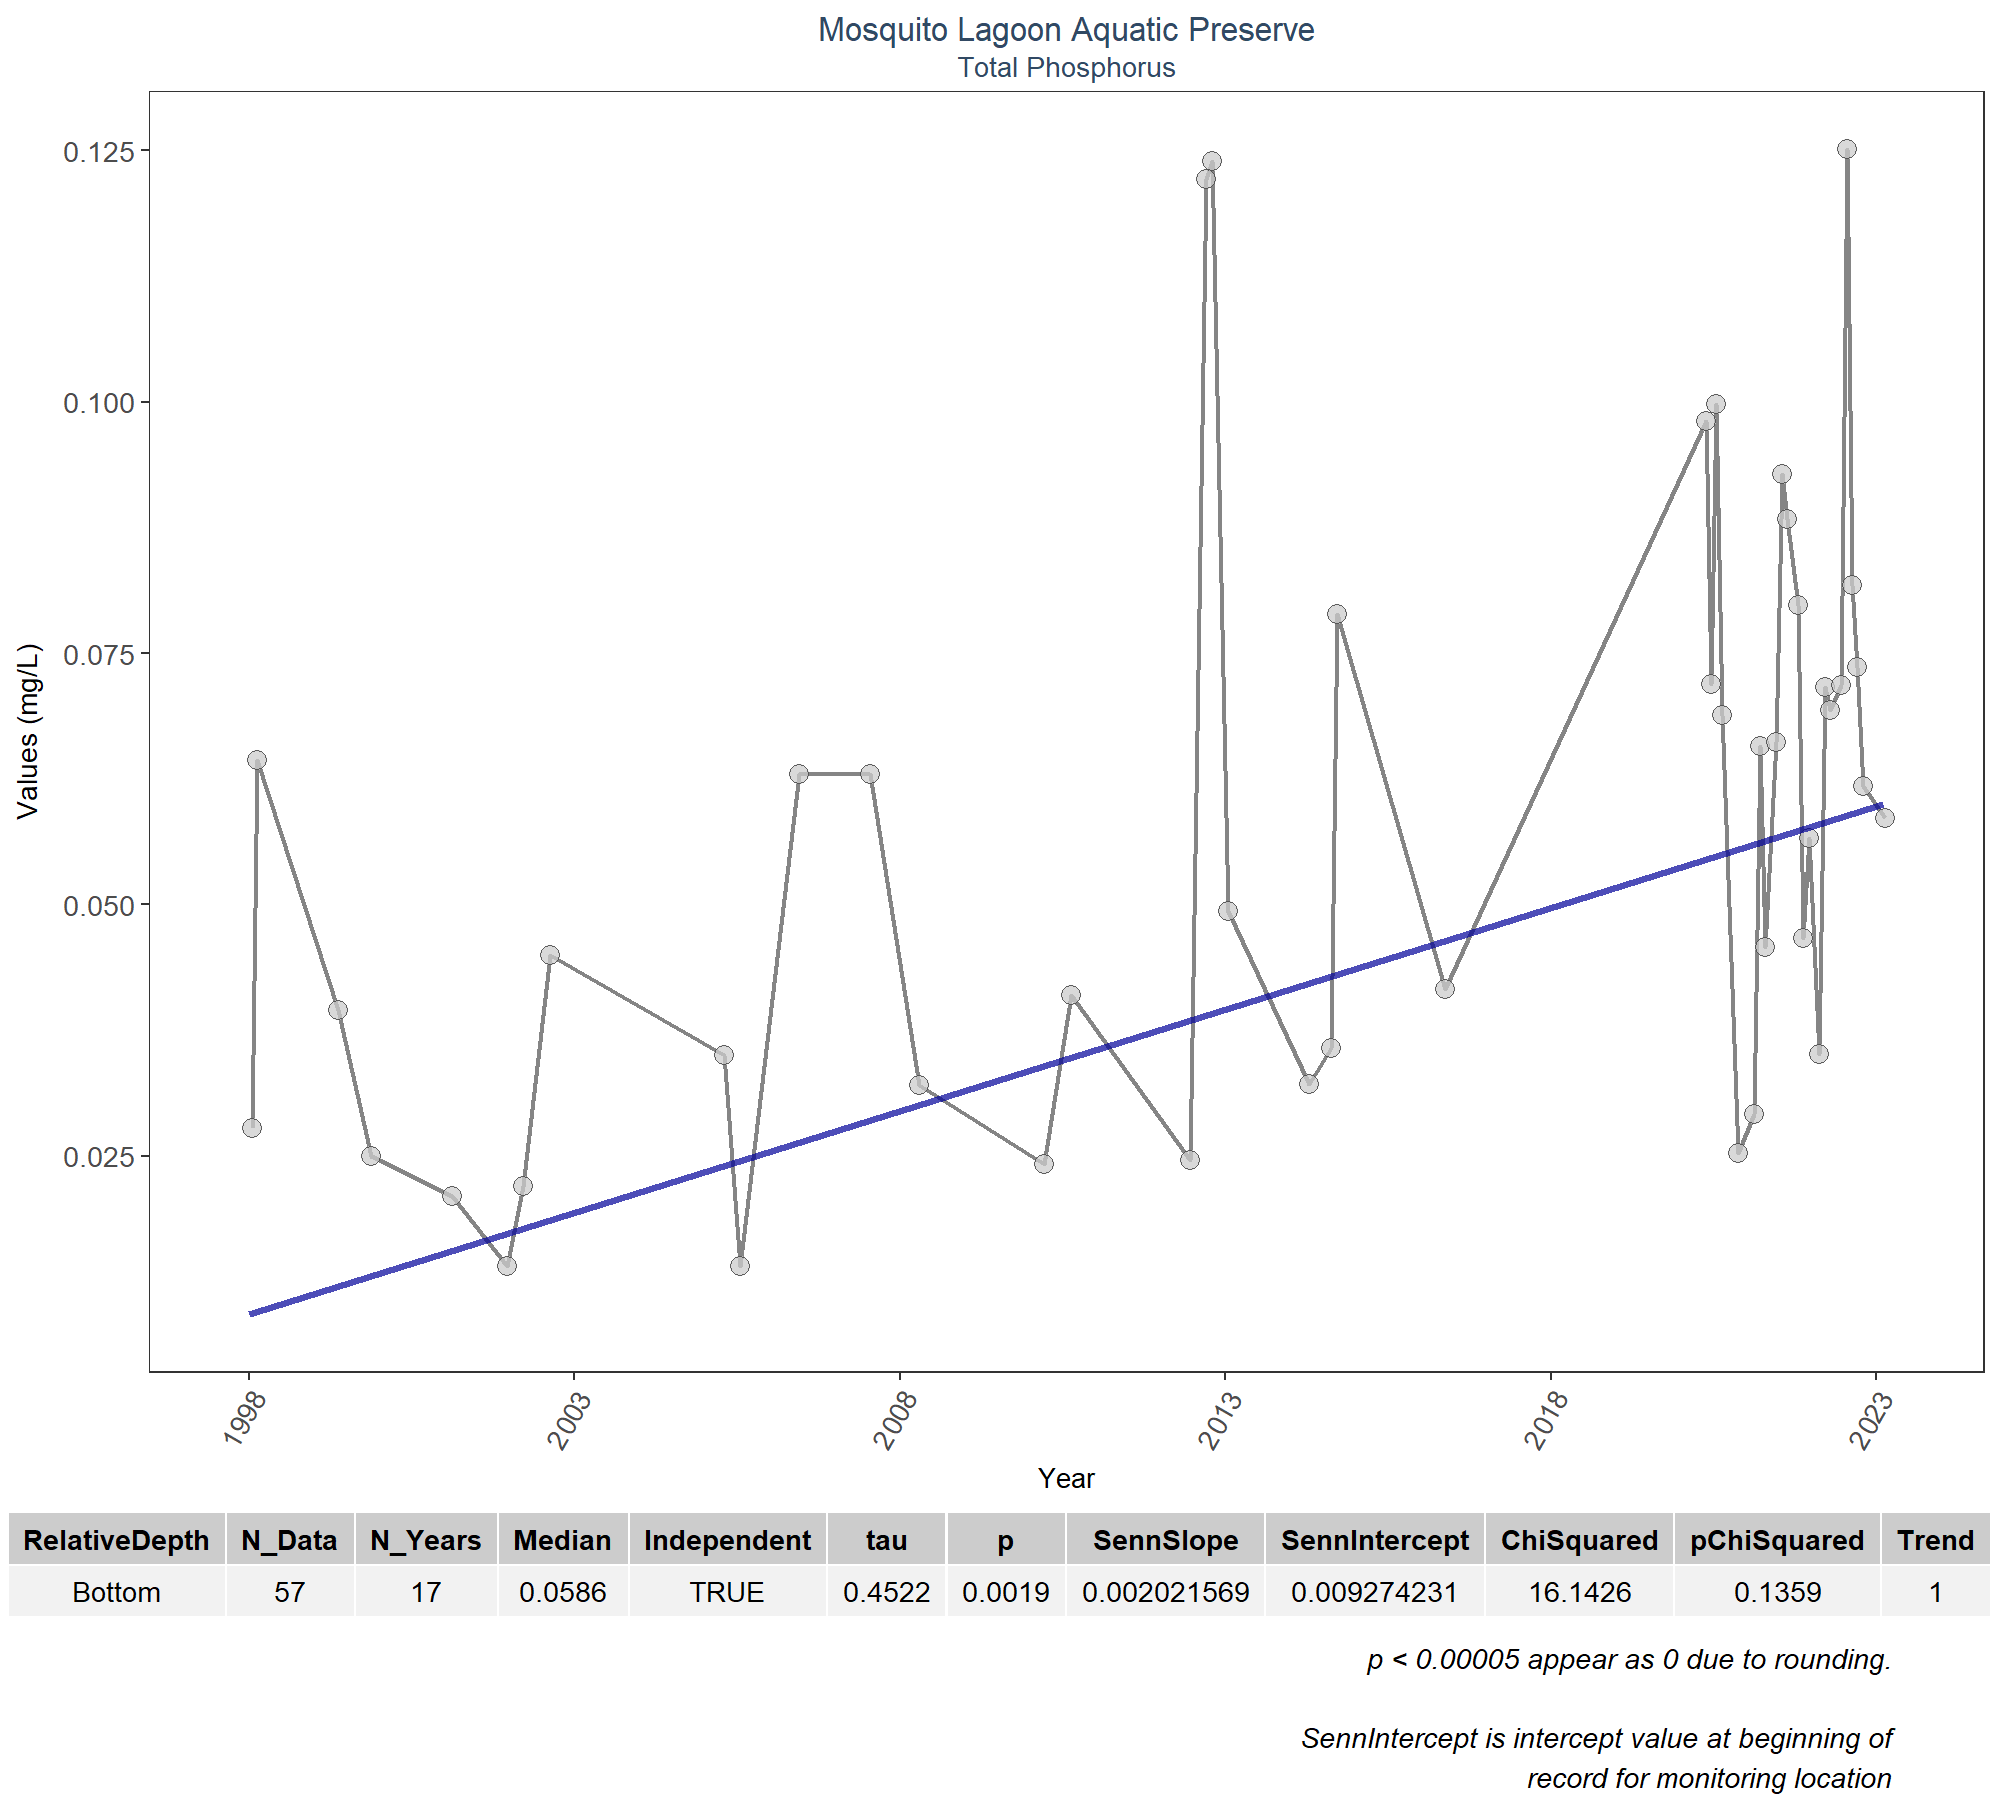 Mosquito Lagoon Aquatic Preserve
Total Phosphorus
0.125
0.100
0.075
0.050
0.025
Values (mg/L)
1998
2003
2008
2013
2018
2023
Year
RelativeDepth N_Data N_Years Median Independent tau p SennSlope SennIntercept ChiSquared pChiSquared Trend
Bottom 57 17 0.0586 TRUE 0.4522 0.0019 0.002021569 0.009274231 16.1426 0.1359 1
p < 0.00005 appear as 0 due to rounding.
SennIntercept is intercept value at beginning of
record for monitoring location